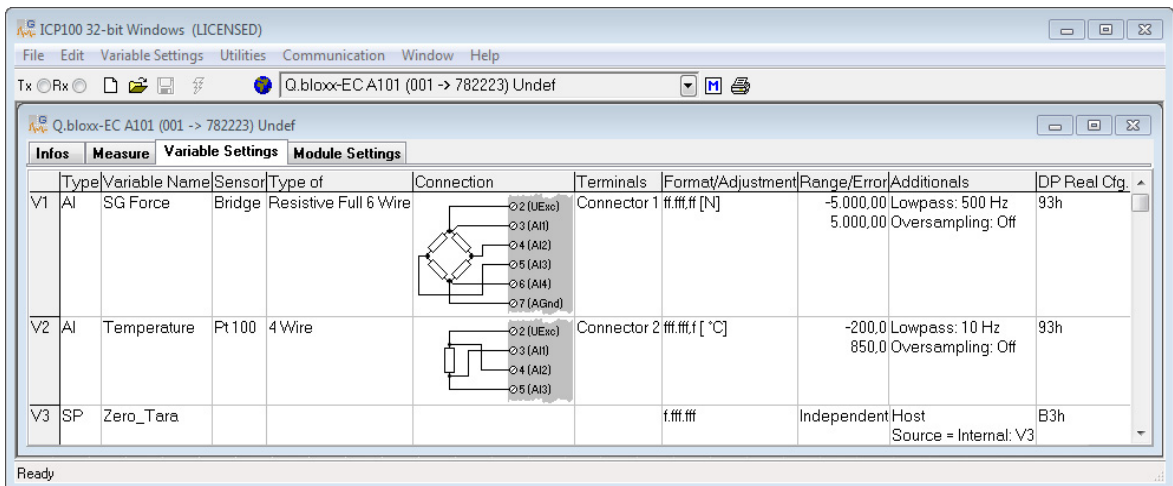 ICP100 32-bit Windows (LICENSED)
File Edit Variable Settings Utilities Communication Window Help
Tx Rx Q.bloxx-EC A101 (001 -> 782223) Undef M
Q.bloxx-EC A101 (001 -> 782223) Undef
Infos Measure Variable Settings Module Settings
Type Variable Name Sensor Type of Connection Terminals Format/Adjustment Range/Error Additionals DP Real Cfg.
V1 AI SG Force Bridge Resistive Full 6 Wire 2 (UExc) Connector 1 ff.fff,ff [N] -5.000,00 Lowpass: 500 Hz 93h
3 (AI1) 5.000,00 Oversampling: Off
4 (AI2)
5 (AI3)
6 (AI4)
7 (AGnd)
V2 AI Temperature Pt 100 4 Wire 2 (UExc) Connector 2 fff.fff,f [ °C] -200,0 Lowpass: 10 Hz 93h
3 (AI1) 850,0 Oversampling: Off
4 (AI2)
5 (AI3)
V3 SP Zero_Tara f.fff.fff Independent Host B3h
Source = Internal: V3
Ready